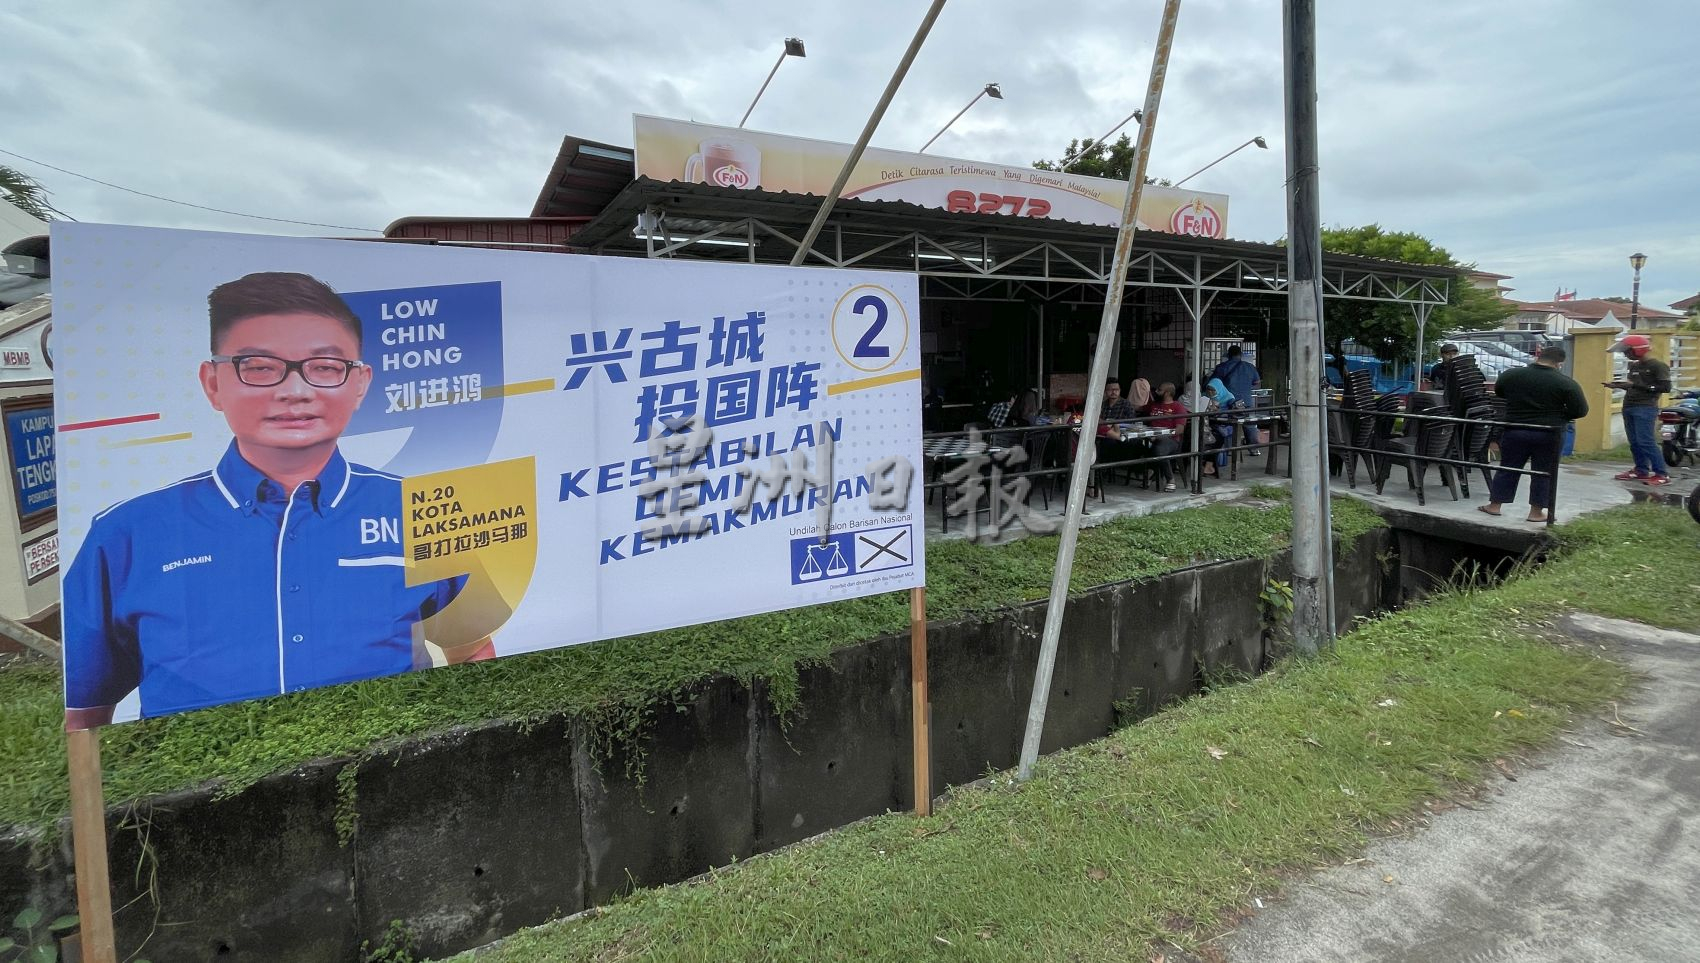 LOW
CHIN
HONG
刘进鸿
兴古城
投国阵
KESTABILAN
DEMI
KEMAKMURAN
2
N.20
KOTA
LAKSAMANA
哥打拉沙马那
BN
BENJAMIN
Undilah Calon Barisan Nasional
F&N
Detik Citarasa Teristimewa Yang Digemari Malaysia!
8272
F&N
MBMB
星洲日报